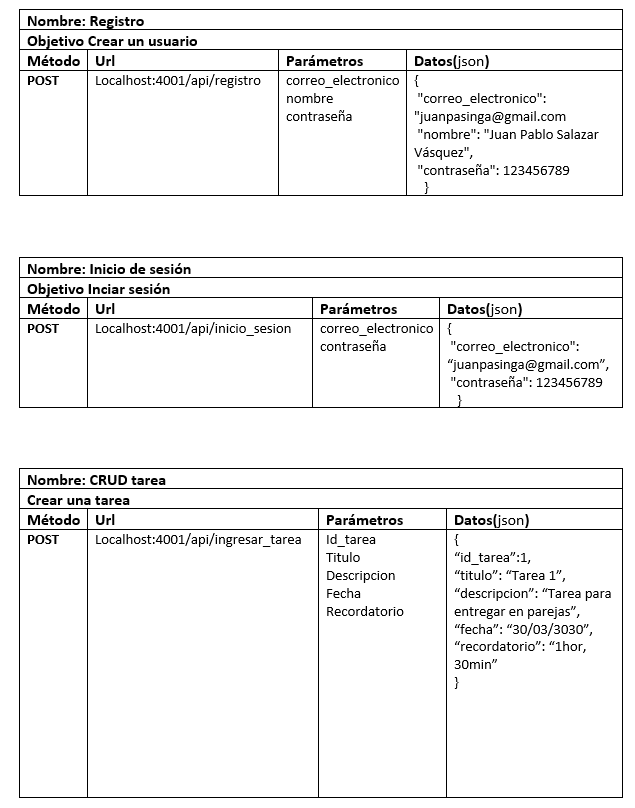 Nombre: Registro
Objetivo Crear un usuario
Método Url Parámetros Datos(json)
POST Localhost:4001/api/registro correo_electronico {
nombre "correo_electronico":
contraseña "juanpasinga@gmail.com
"nombre": "Juan Pablo Salazar
Vásquez",
"contraseña": 123456789
}
Nombre: Inicio de sesión
Objetivo Inciar sesión
Método Url Parámetros Datos(json)
POST Localhost:4001/api/inicio_sesion correo_electronico {
contraseña "correo_electronico":
“juanpasinga@gmail.com”,
"contraseña": 123456789
}
Nombre: CRUD tarea
Crear una tarea
Método Url Parámetros Datos(json)
POST Localhost:4001/api/ingresar_tarea Id_tarea {
Titulo “id_tarea”:1,
Descripcion “titulo”: “Tarea 1”,
Fecha “descripcion”: “Tarea para
Recordatorio entregar en parejas”,
“fecha”: “30/03/3030”,
“recordatorio”: “1hor,
30min”
}